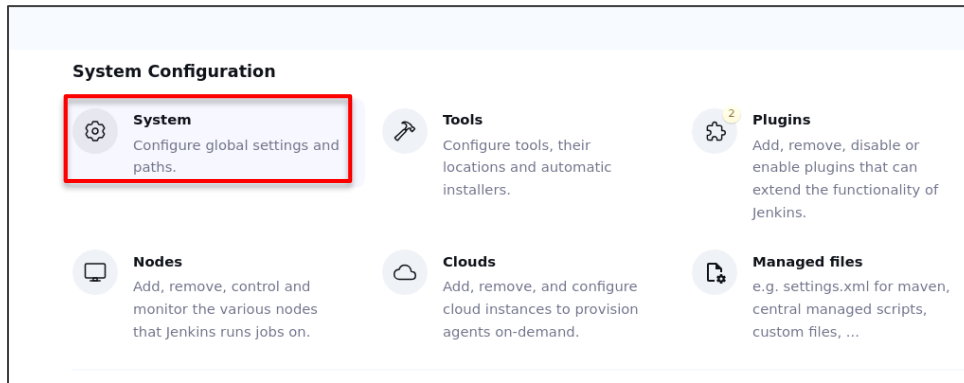 System Configuration
System
Configure global settings and
paths.
Tools
Configure tools, their
locations and automatic
installers.
2
Plugins
Add, remove, disable or
enable plugins that can
extend the functionality of
Jenkins.
Nodes
Add, remove, control and
monitor the various nodes
that Jenkins runs jobs on.
Clouds
Add, remove, and configure
cloud instances to provision
agents on-demand.
Managed files
e.g. settings.xml for maven,
central managed scripts,
custom files, ...